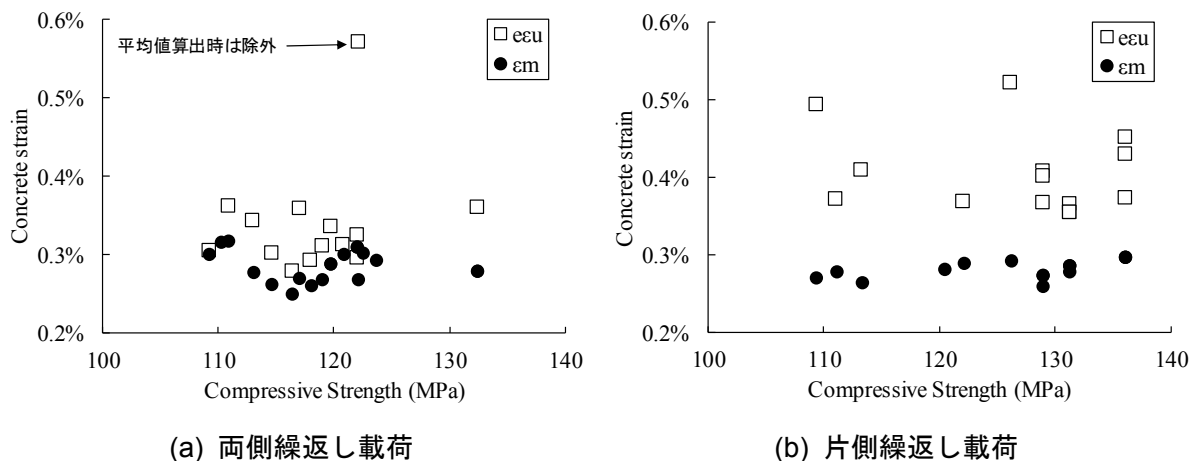 0.6%
0.5%
0.4%
0.3%
0.2%
100
110
120
130
140
Concrete strain
Compressive Strength (MPa)
平均値算出時は除外
eεu
εm
(a) 両側繰返し載荷
0.6%
0.5%
0.4%
0.3%
0.2%
100
110
120
130
140
Concrete strain
Compressive Strength (MPa)
eεu
εm
(b) 片側繰返し載荷